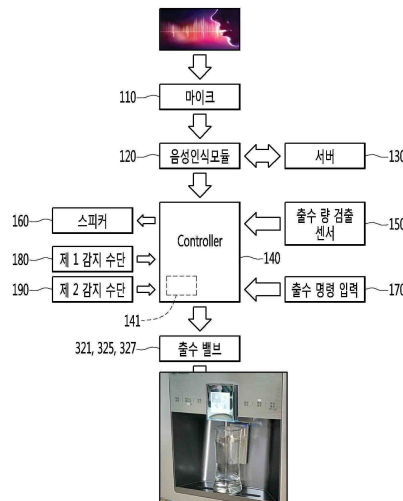 110
마이크
120
음성인식모듈
서버
130
160
스피커
Controller
출수 량 검출
센서
150
180
제 1 감지 수단
190
제 2 감지 수단
141
140
출수 명령 입력
170
321, 325, 327
출수 밸브